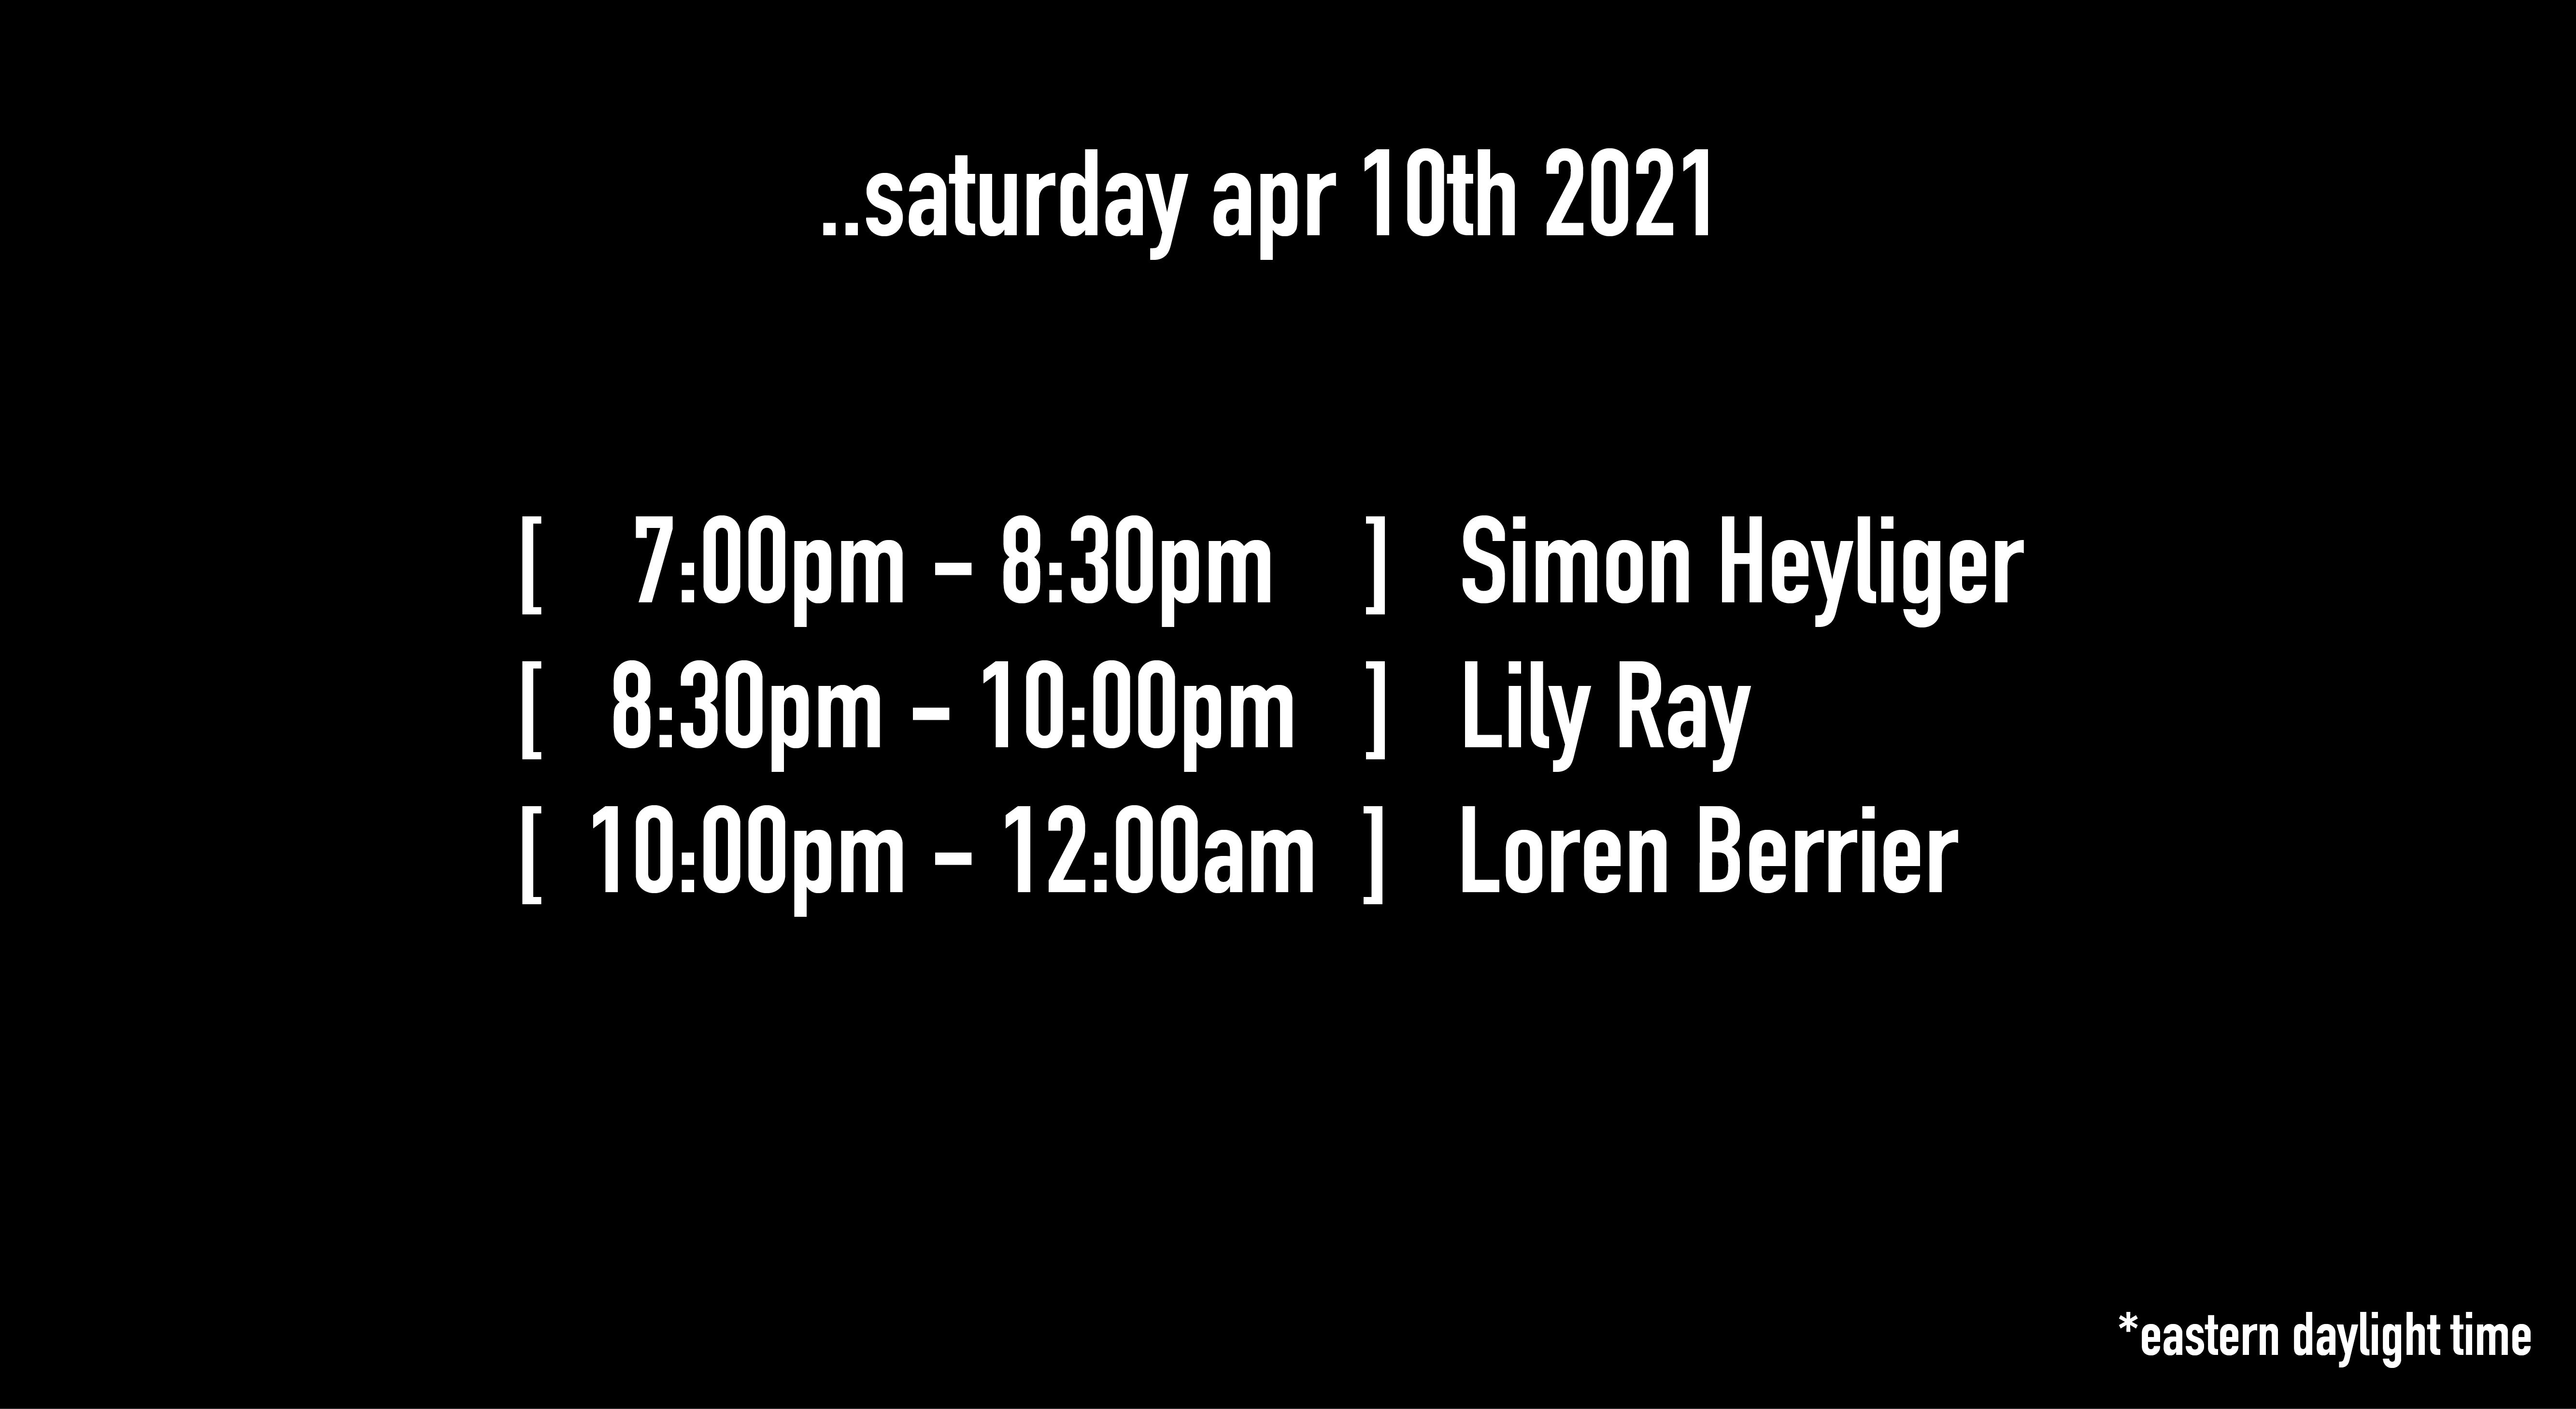 ..saturday apr 10th 2021
[ 7:00pm – 8:30pm ] Simon Heyliger
[ 8:30pm – 10:00pm ] Lily Ray
[ 10:00pm – 12:00am ] Loren Berrier
*eastern daylight time